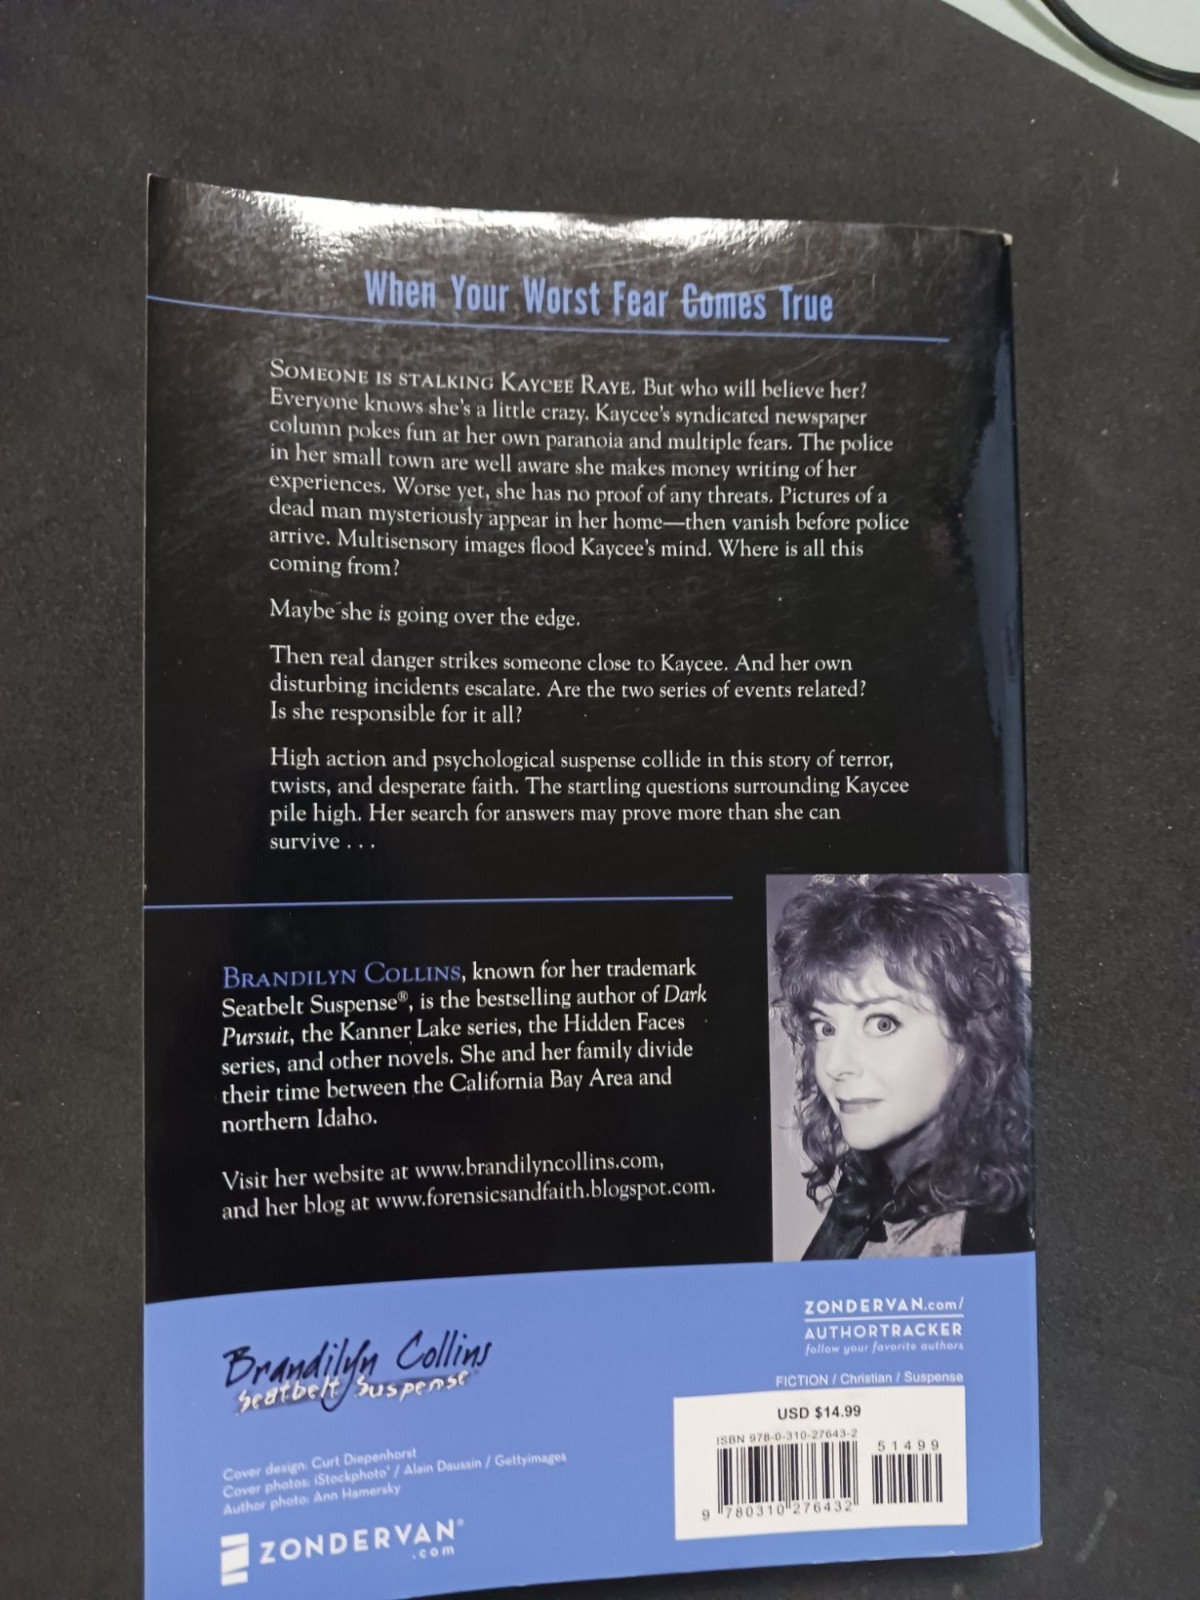 When Your Worst Fear Comes True
SOMEONE IS STALKING KAYCEE RAYE. But who will believe her?
Everyone knows she's a little crazy. Kaycee's syndicated newspaper
column pokes fun at her own paranoia and multiple fears. The police
in her small town are well aware she makes money writing of her
experiences. Worse yet, she has no proof of any threats. Pictures of a
dead man mysteriously appear in her home—then vanish before police
arrive. Multisensory images flood Kaycee's mind. Where is all this
coming from?
Maybe she is going over the edge.
Then real danger strikes someone close to Kaycee. And her own
disturbing incidents escalate. Are the two series of events related?
Is she responsible for it all?
High action and psychological suspense collide in this story of terror,
twists, and desperate faith. The startling questions surrounding Kaycee
pile high. Her search for answers may prove more than she can
survive . . .
BRANDILYN COLLINS, known for her trademark
Seatbelt Suspense®, is the bestselling author of Dark
Pursuit, the Kanner Lake series, the Hidden Faces
series, and other novels. She and her family divide
their time between the California Bay Area and
northern Idaho.
Visit her website at www.brandilyncollins.com,
and her blog at www.forensicsandfaith.blogspot.com.
Brandilyn Collins
Seatbelt Suspense®
ZONDERVAN.com/
AUTHORTRACKER
follow your favorite authors
FICTION / Christian / Suspense
USD $14.99
ISBN 978-0-310-27643-2
51499
9 780310 276432
Cover design: Curt Diepenhorst
Cover photos: iStockphoto® / Alain Daussin / Gettyimages
Author photo: Ann Hamersky
ZONDERVAN®
.com